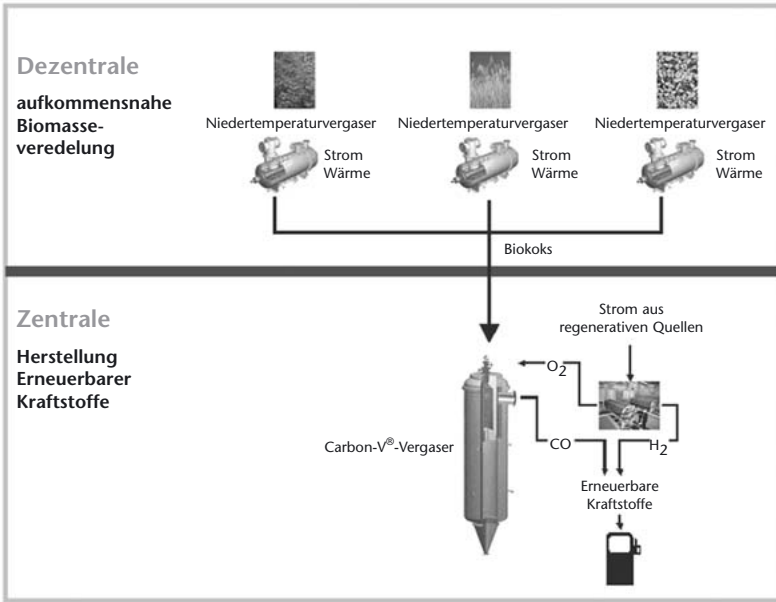 Dezentrale
aufkommensnahe
Biomasse-
veredelung
Niedertemperaturvergaser
Niedertemperaturvergaser
Niedertemperaturvergaser
Strom
Wärme
Strom
Wärme
Strom
Wärme
Biokoks
Zentrale
Herstellung
Erneuerbarer
Kraftstoffe
Strom aus
regenerativen Quellen
O2
Carbon-V®-Vergaser
CO
H2
Erneuerbare
Kraftstoffe